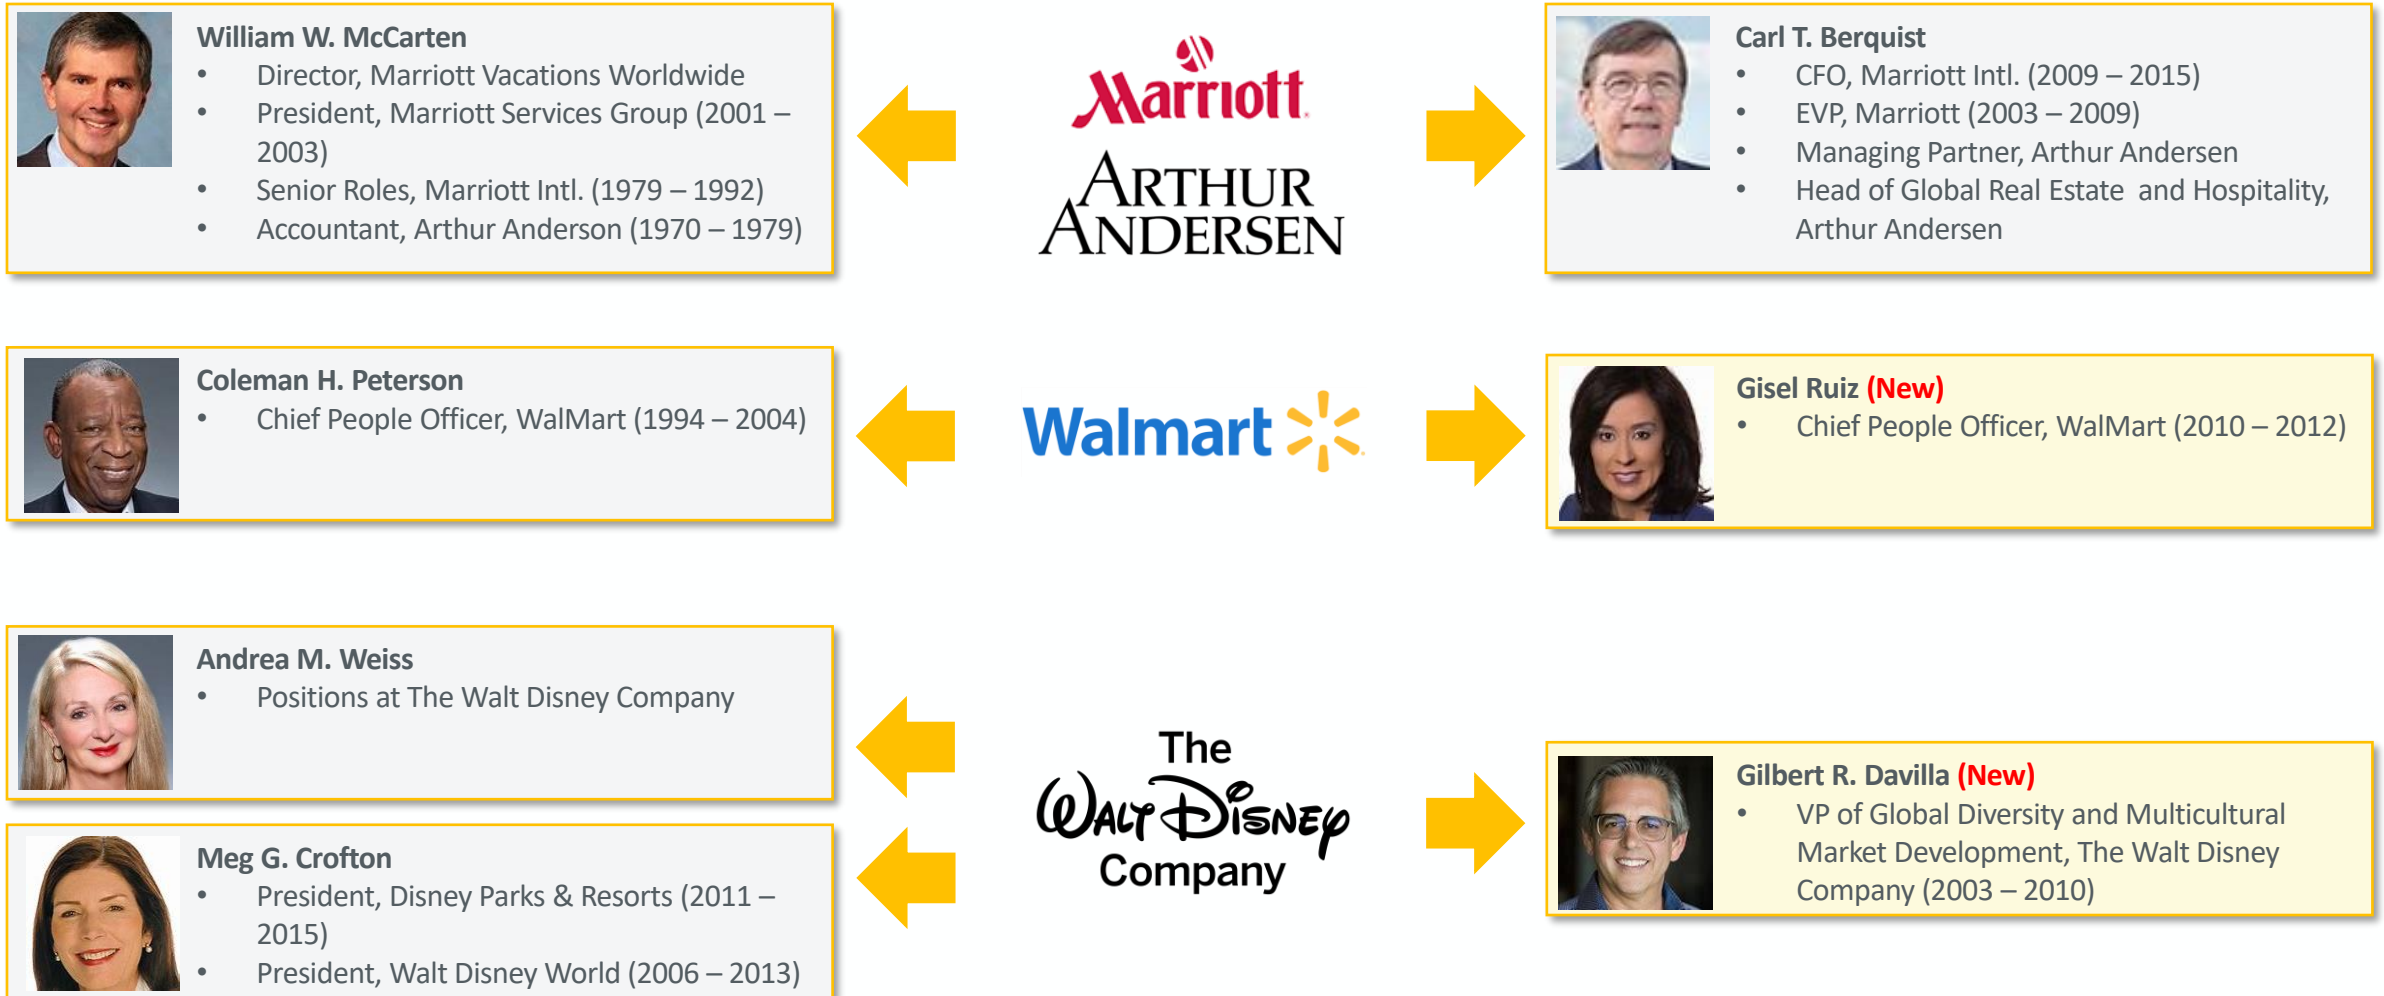 William W. McCarten
• Director, Marriott Vacations Worldwide
• President, Marriott Services Group (2001 –
2003)
• Senior Roles, Marriott Intl. (1979 – 1992)
• Accountant, Arthur Anderson (1970 – 1979)
Marriott
ARTHUR
ANDERSEN
Carl T. Berquist
• CFO, Marriott Intl. (2009 – 2015)
• EVP, Marriott (2003 – 2009)
• Managing Partner, Arthur Andersen
• Head of Global Real Estate and Hospitality,
Arthur Andersen
Coleman H. Peterson
• Chief People Officer, WalMart (1994 – 2004)
Walmart
Gisel Ruiz (New)
• Chief People Officer, WalMart (2010 – 2012)
Andrea M. Weiss
• Positions at The Walt Disney Company
Meg G. Crofton
• President, Disney Parks & Resorts (2011 –
2015)
• President, Walt Disney World (2006 – 2013)
The
WALT DISNEY
Company
Gilbert R. Davilla (New)
• VP of Global Diversity and Multicultural
Market Development, The Walt Disney
Company (2003 – 2010)